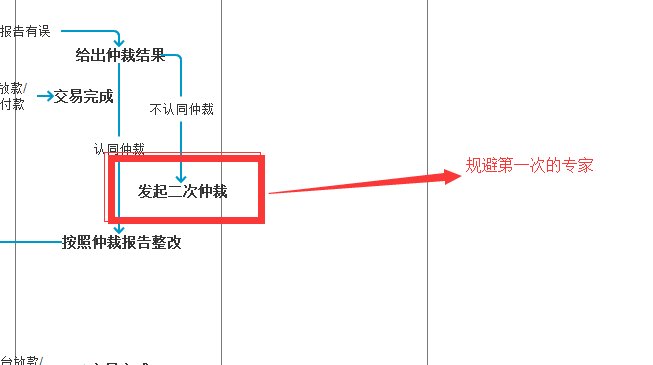 报告有误
给出仲裁结果
放款/
付款
交易完成
不认同仲裁
认同仲裁
规避第一次的专家
发起二次仲裁
按照仲裁报告整改
台放款/